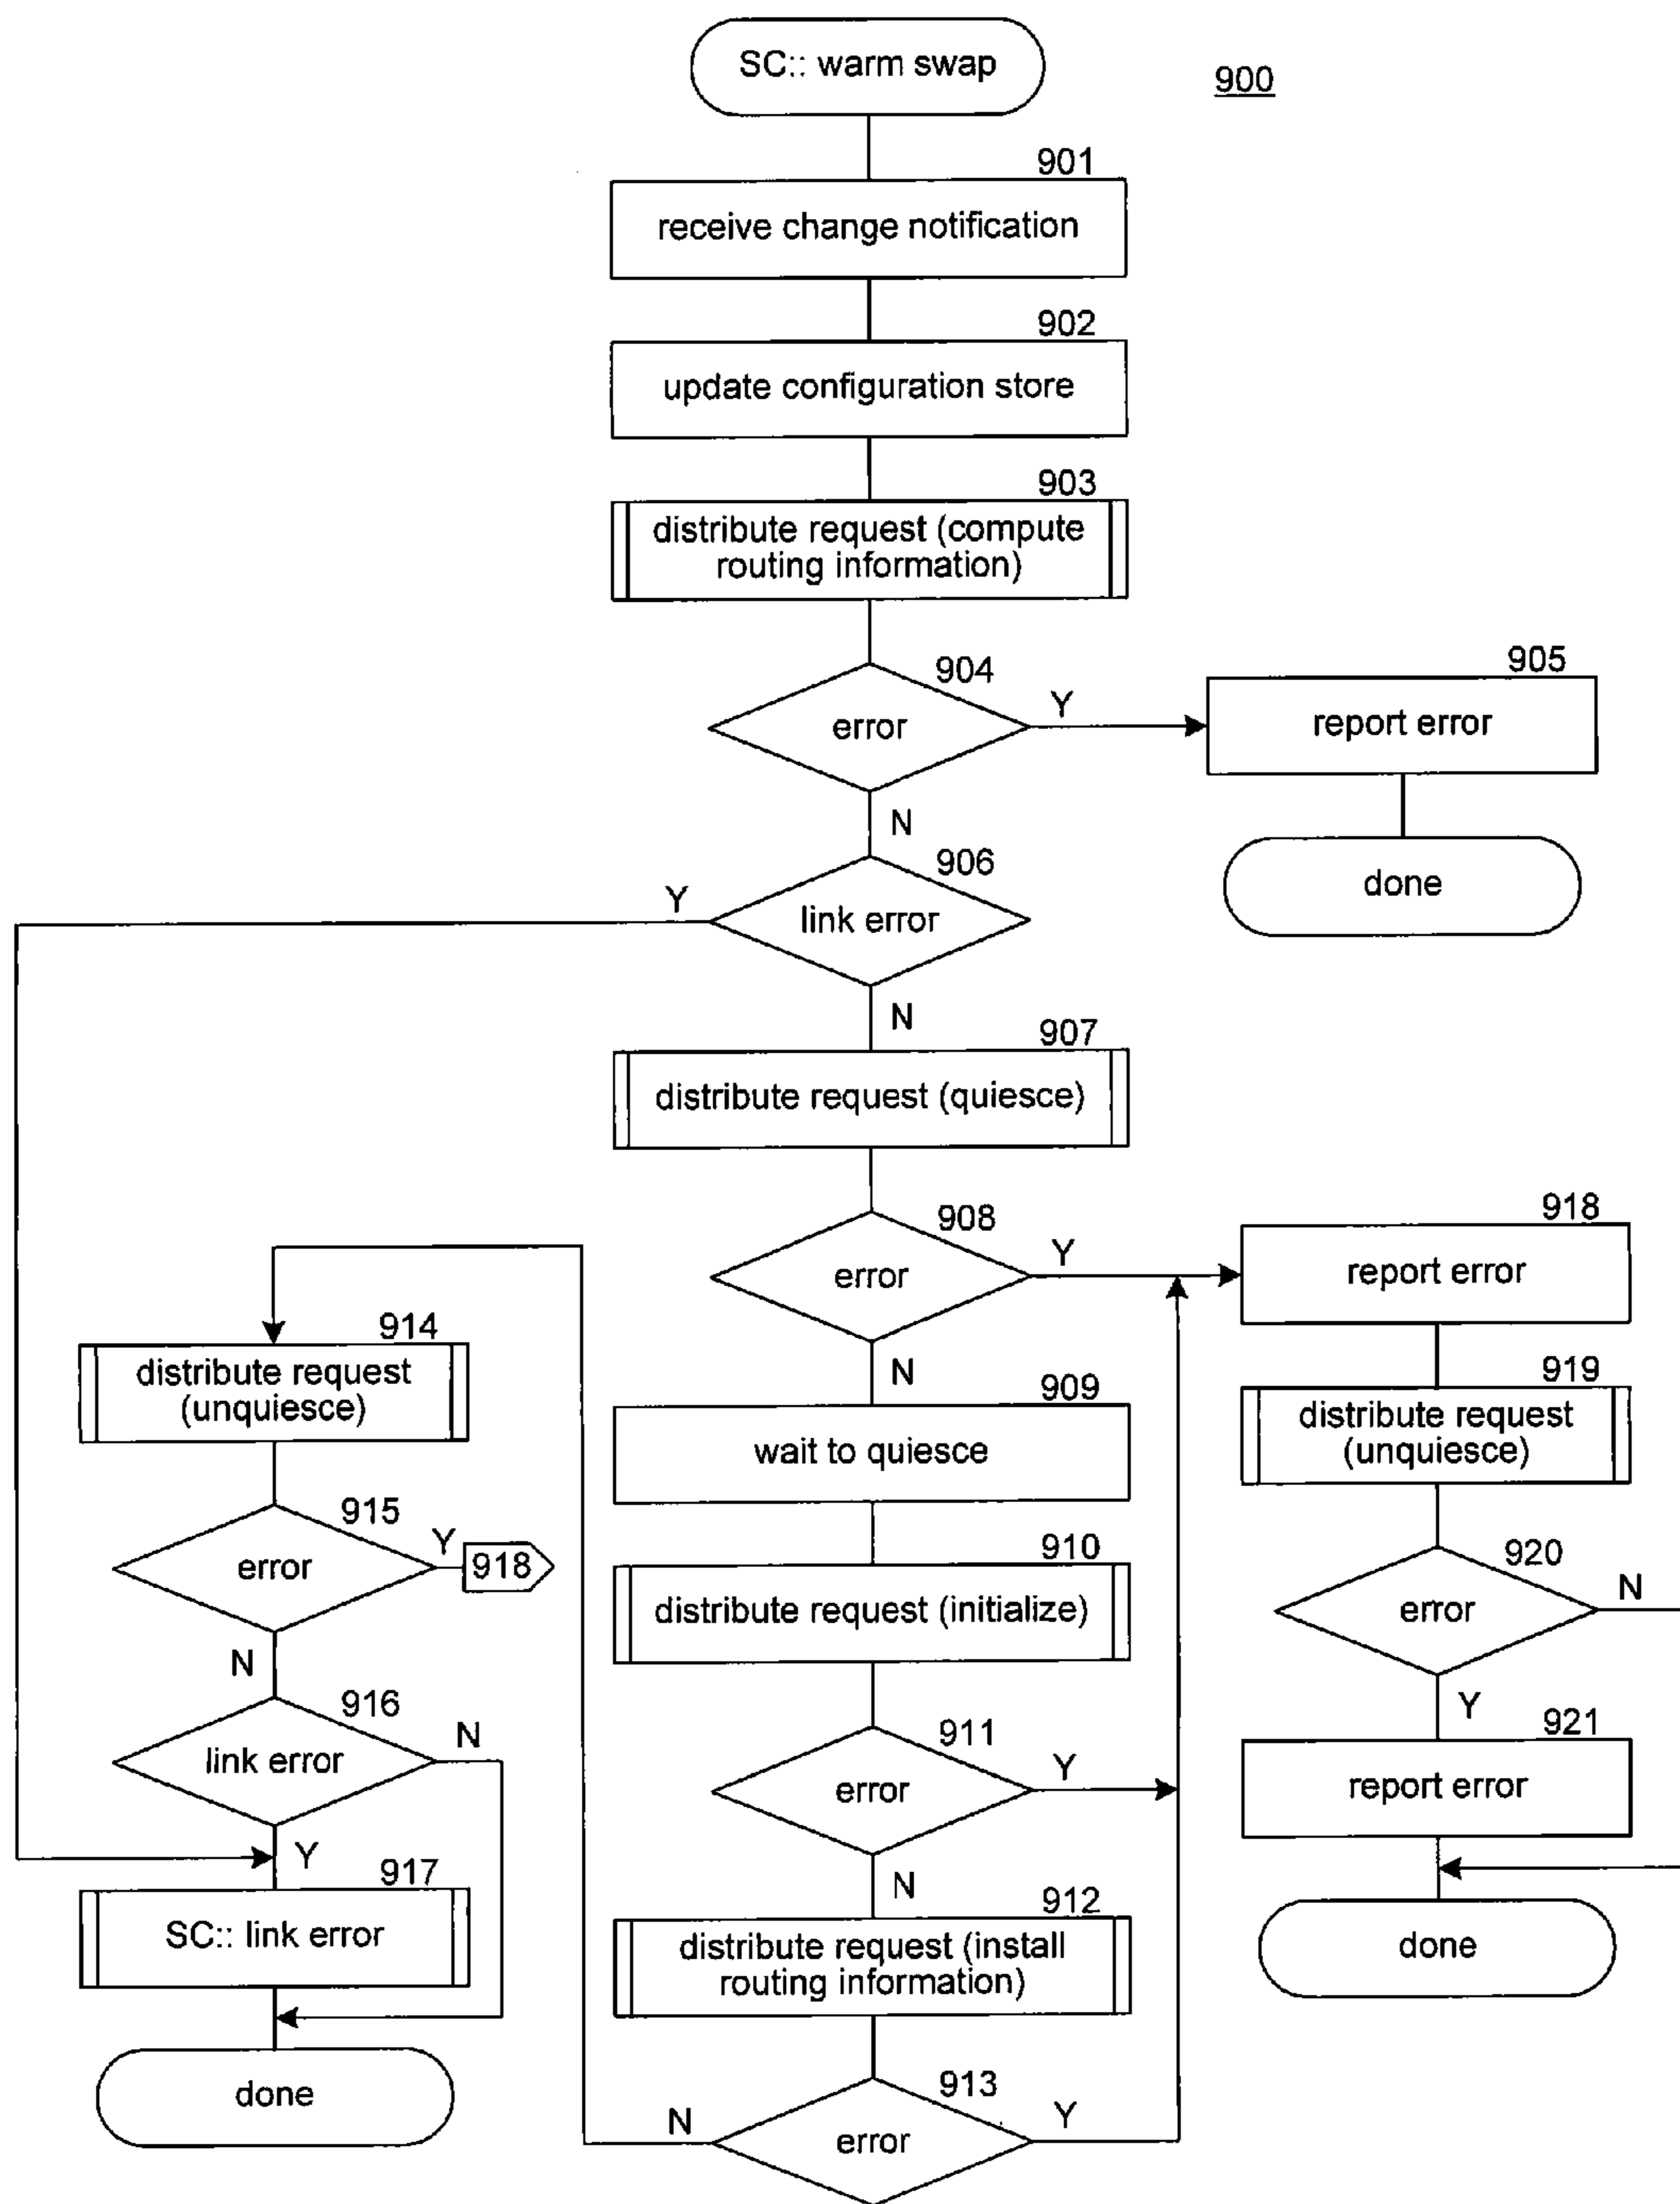 SC:: warm swap
900
901
receive change notification
902
update configuration store
903
distribute request (compute
routing information)
904
error
Y
905
report error
done
N
906
link error
Y
N
907
distribute request (quiesce)
908
error
Y
918
report error
N
914
distribute request
(unquiesce)
909
wait to quiesce
919
distribute request
(unquiesce)
915
error
Y
918
N
910
distribute request (initialize)
920
error
N
Y
916
link error
N
Y
911
error
Y
N
921
report error
917
SC:: link error
912
distribute request (install
routing information)
done
done
913
error
N
Y